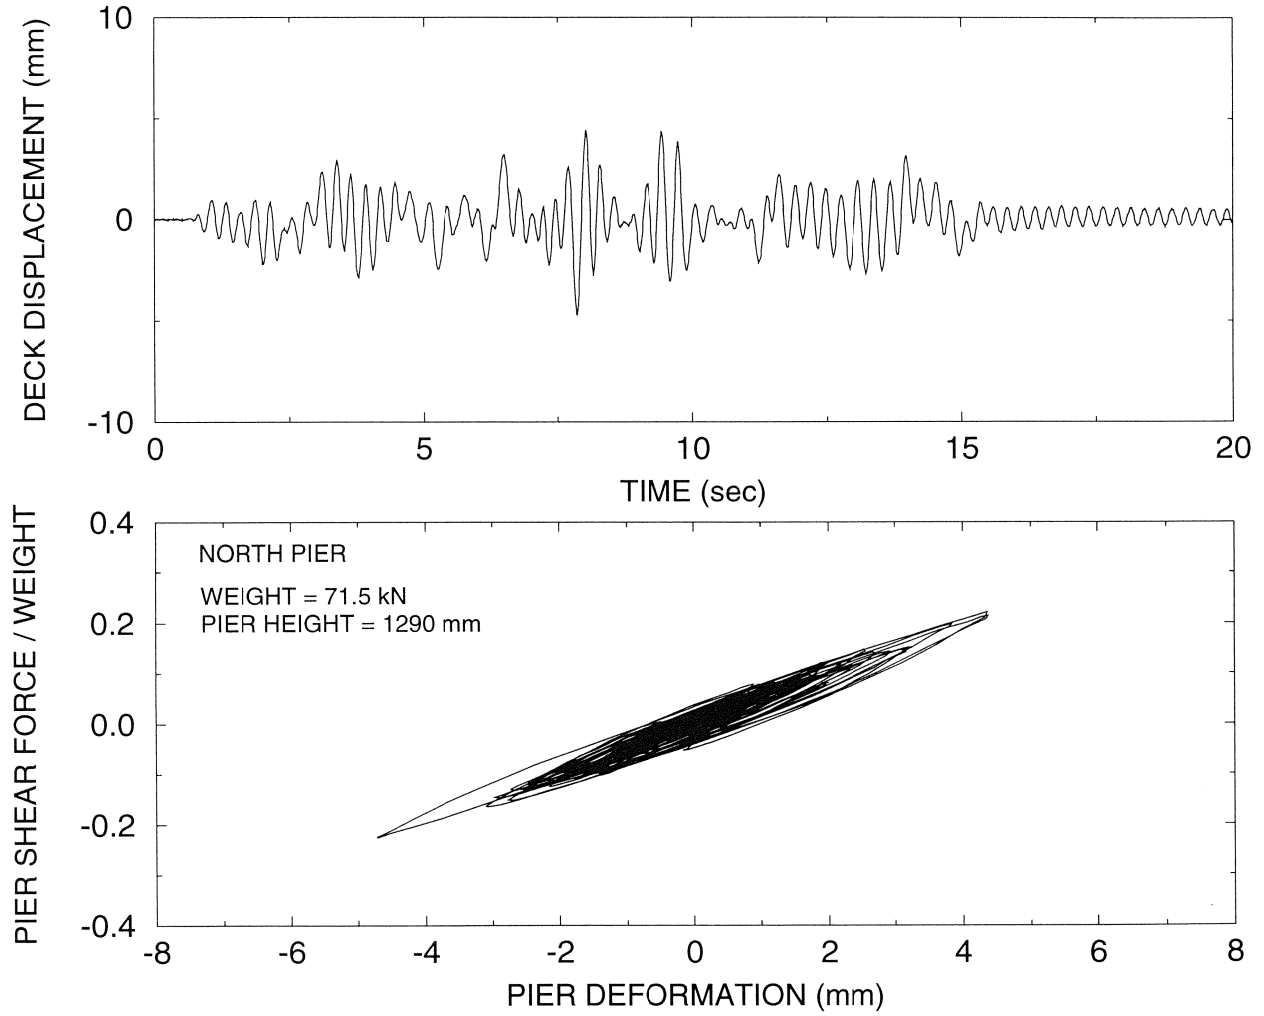 10
0
-10
DECK DISPLACEMENT (mm)
0 5 10 15 20
TIME (sec)
0.4
0.2
0.0
-0.2
-0.4
PIER SHEAR FORCE / WEIGHT
NORTH PIER
WEIGHT = 71.5 kN
PIER HEIGHT = 1290 mm
-8 -6 -4 -2 0 2 4 6 8
PIER DEFORMATION (mm)